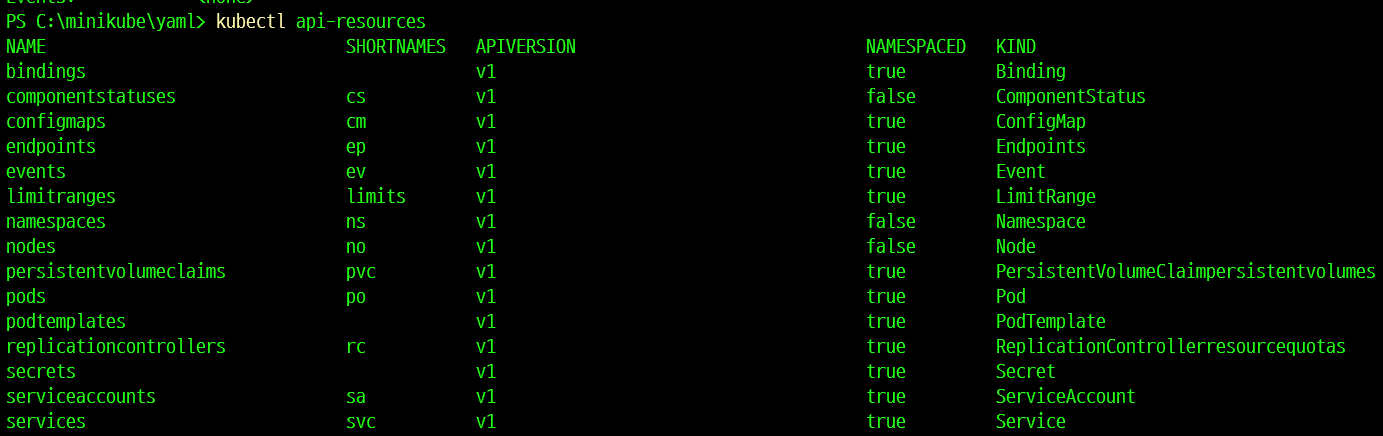 PS C:\minikube\yaml> kubectl api-resources
NAME SHORTNAMES APIVERSION NAMESPACED KIND
bindings v1 true Binding
componentstatuses cs v1 false ComponentStatus
configmaps cm v1 true ConfigMap
endpoints ep v1 true Endpoints
events ev v1 true Event
limitranges limits v1 true LimitRange
namespaces ns v1 false Namespace
nodes no v1 false Node
persistentvolumeclaims pvc v1 true PersistentVolumeClaimpersistentvolumes
pods po v1 true Pod
podtemplates v1 true PodTemplate
replicationcontrollers rc v1 true ReplicationControllerresourcequotas
secrets v1 true Secret
serviceaccounts sa v1 true ServiceAccount
services svc v1 true Service